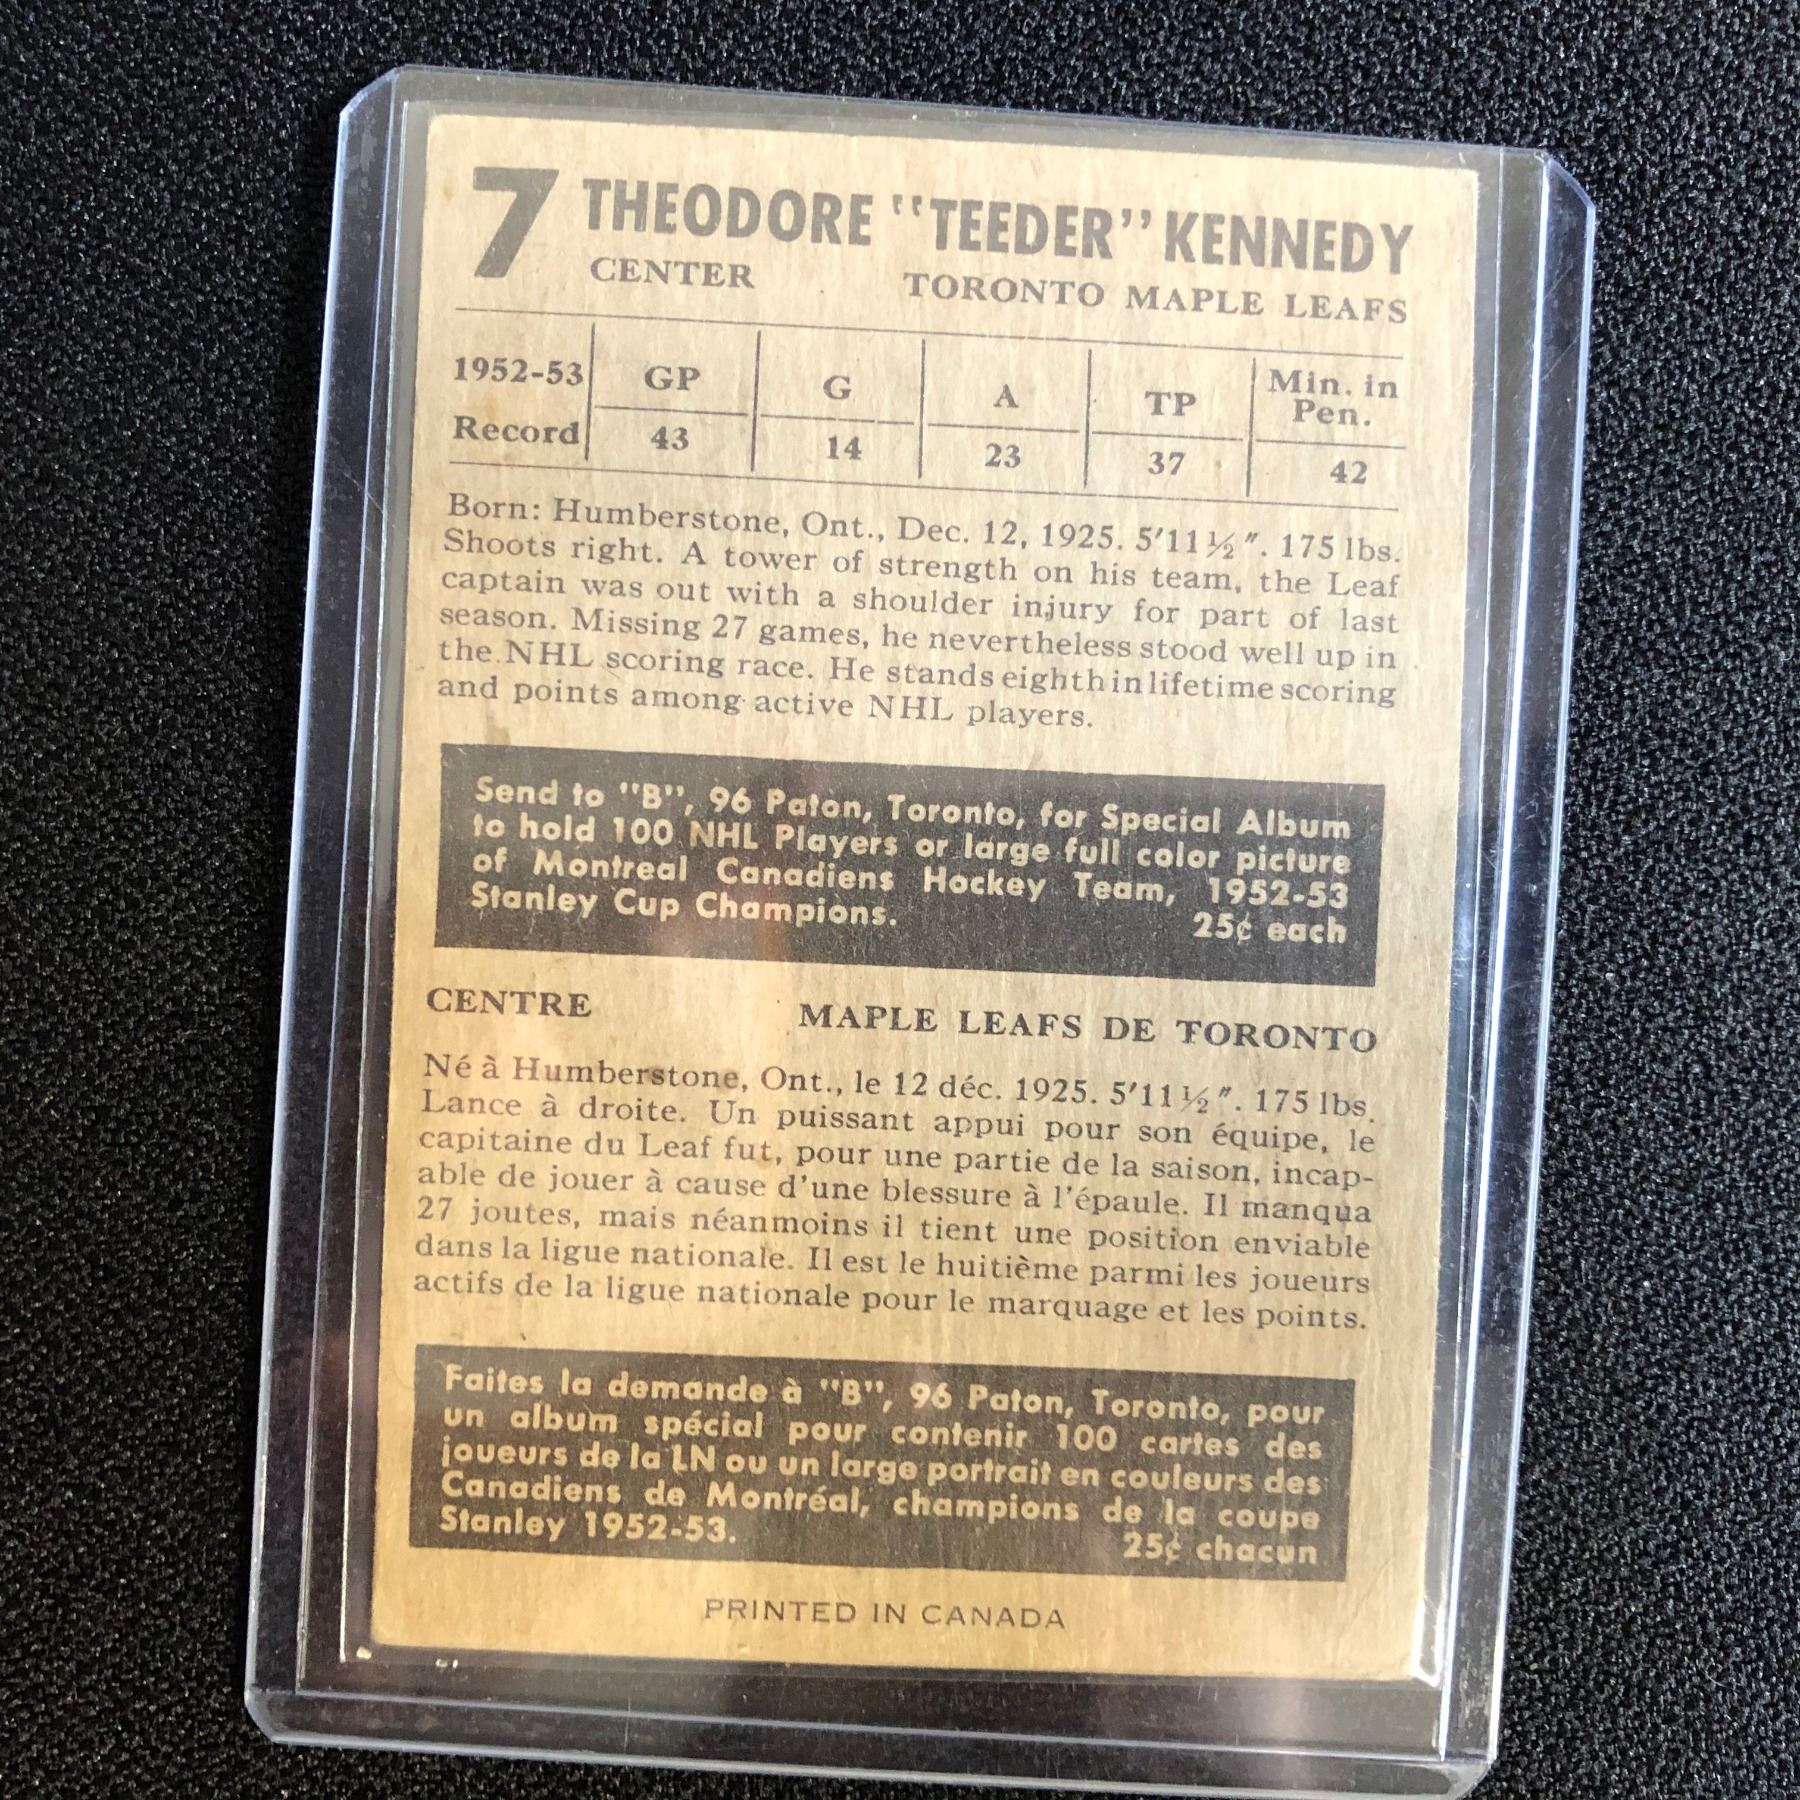 7 THEODORE "TEEDER" KENNEDY
CENTER TORONTO MAPLE LEAFS
1952-53 GP G A TP Min. in Pen.
Record 43 14 23 37 42
Born: Humberstone, Ont., Dec. 12, 1925. 5'11½". 175 lbs.
Shoots right. A tower of strength on his team, the Leaf
captain was out with a shoulder injury for part of last
season. Missing 27 games, he nevertheless stood well up in
the NHL scoring race. He stands eighth in lifetime scoring
and points among active NHL players.
Send to "B", 96 Paton, Toronto, for Special Album
to hold 100 NHL Players or large full color picture
of Montreal Canadiens Hockey Team, 1952-53
Stanley Cup Champions. 25¢ each
CENTRE MAPLE LEAFS DE TORONTO
Né à Humberstone, Ont., le 12 déc. 1925. 5'11½". 175 lbs.
Lance à droite. Un puissant appui pour son équipe, le
capitaine du Leaf fut, pour une partie de la saison, incap-
able de jouer à cause d'une blessure à l'épaule. Il manqua
27 joutes, mais néanmoins il tient une position enviable
dans la ligue nationale. Il est le huitième parmi les joueurs
actifs de la ligue nationale pour le marquage et les points.
Faites la demande à "B", 96 Paton, Toronto, pour
un album spécial pour contenir 100 cartes des
joueurs de la LN ou un large portrait en couleurs des
Canadiens de Montréal, champions de la coupe
Stanley 1952-53. 25¢ chacun
PRINTED IN CANADA